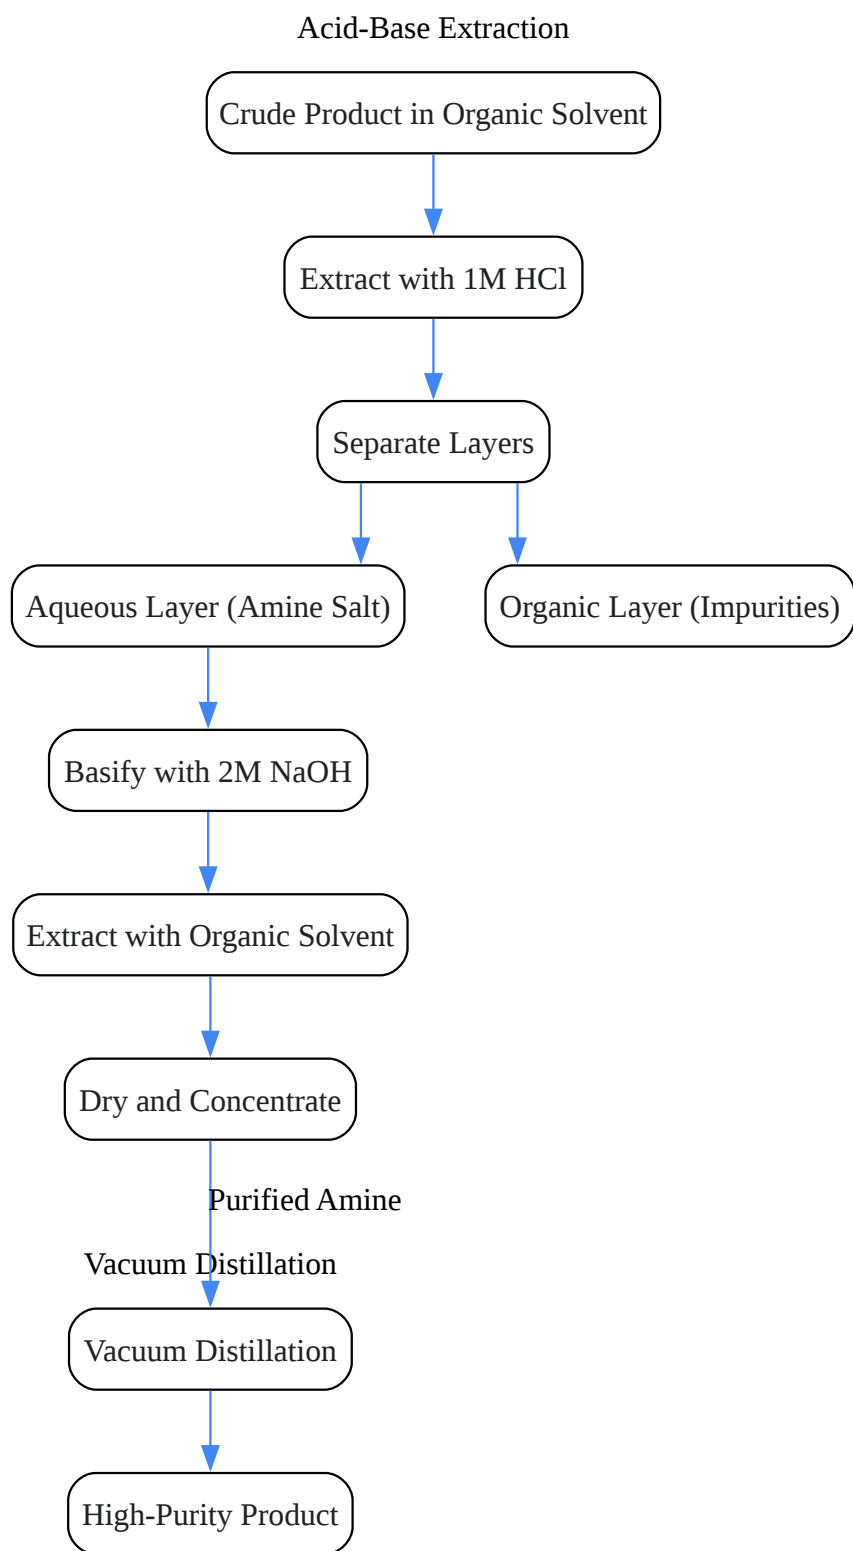 Acid-Base Extraction
Crude Product in Organic Solvent
Extract with 1M HCl
Separate Layers
Aqueous Layer (Amine Salt)
Organic Layer (Impurities)
Basify with 2M NaOH
Extract with Organic Solvent
Dry and Concentrate
Purified Amine
Vacuum Distillation
Vacuum Distillation
High-Purity Product